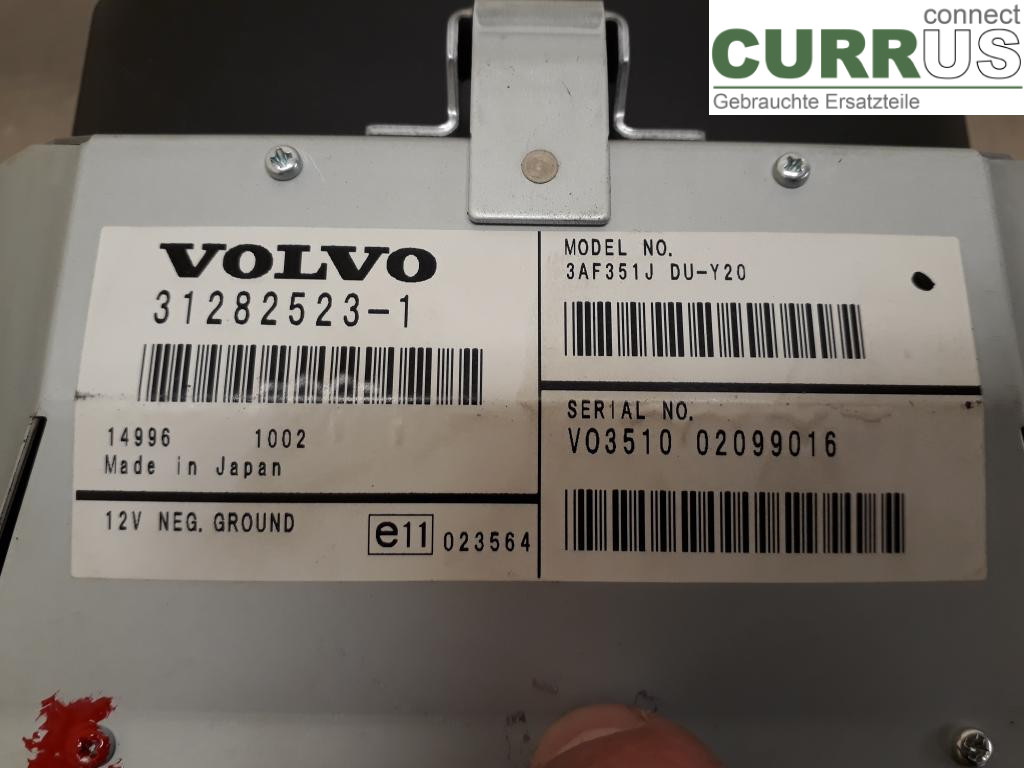 connect
CURRUS
Gebrauchte Ersatzteile
VOLVO
31282523-1
14996 1002
Made in Japan
12V NEG. GROUND
e11 023564
MODEL NO.
3AF351J DU-Y20
SERIAL NO.
VO3510 02099016